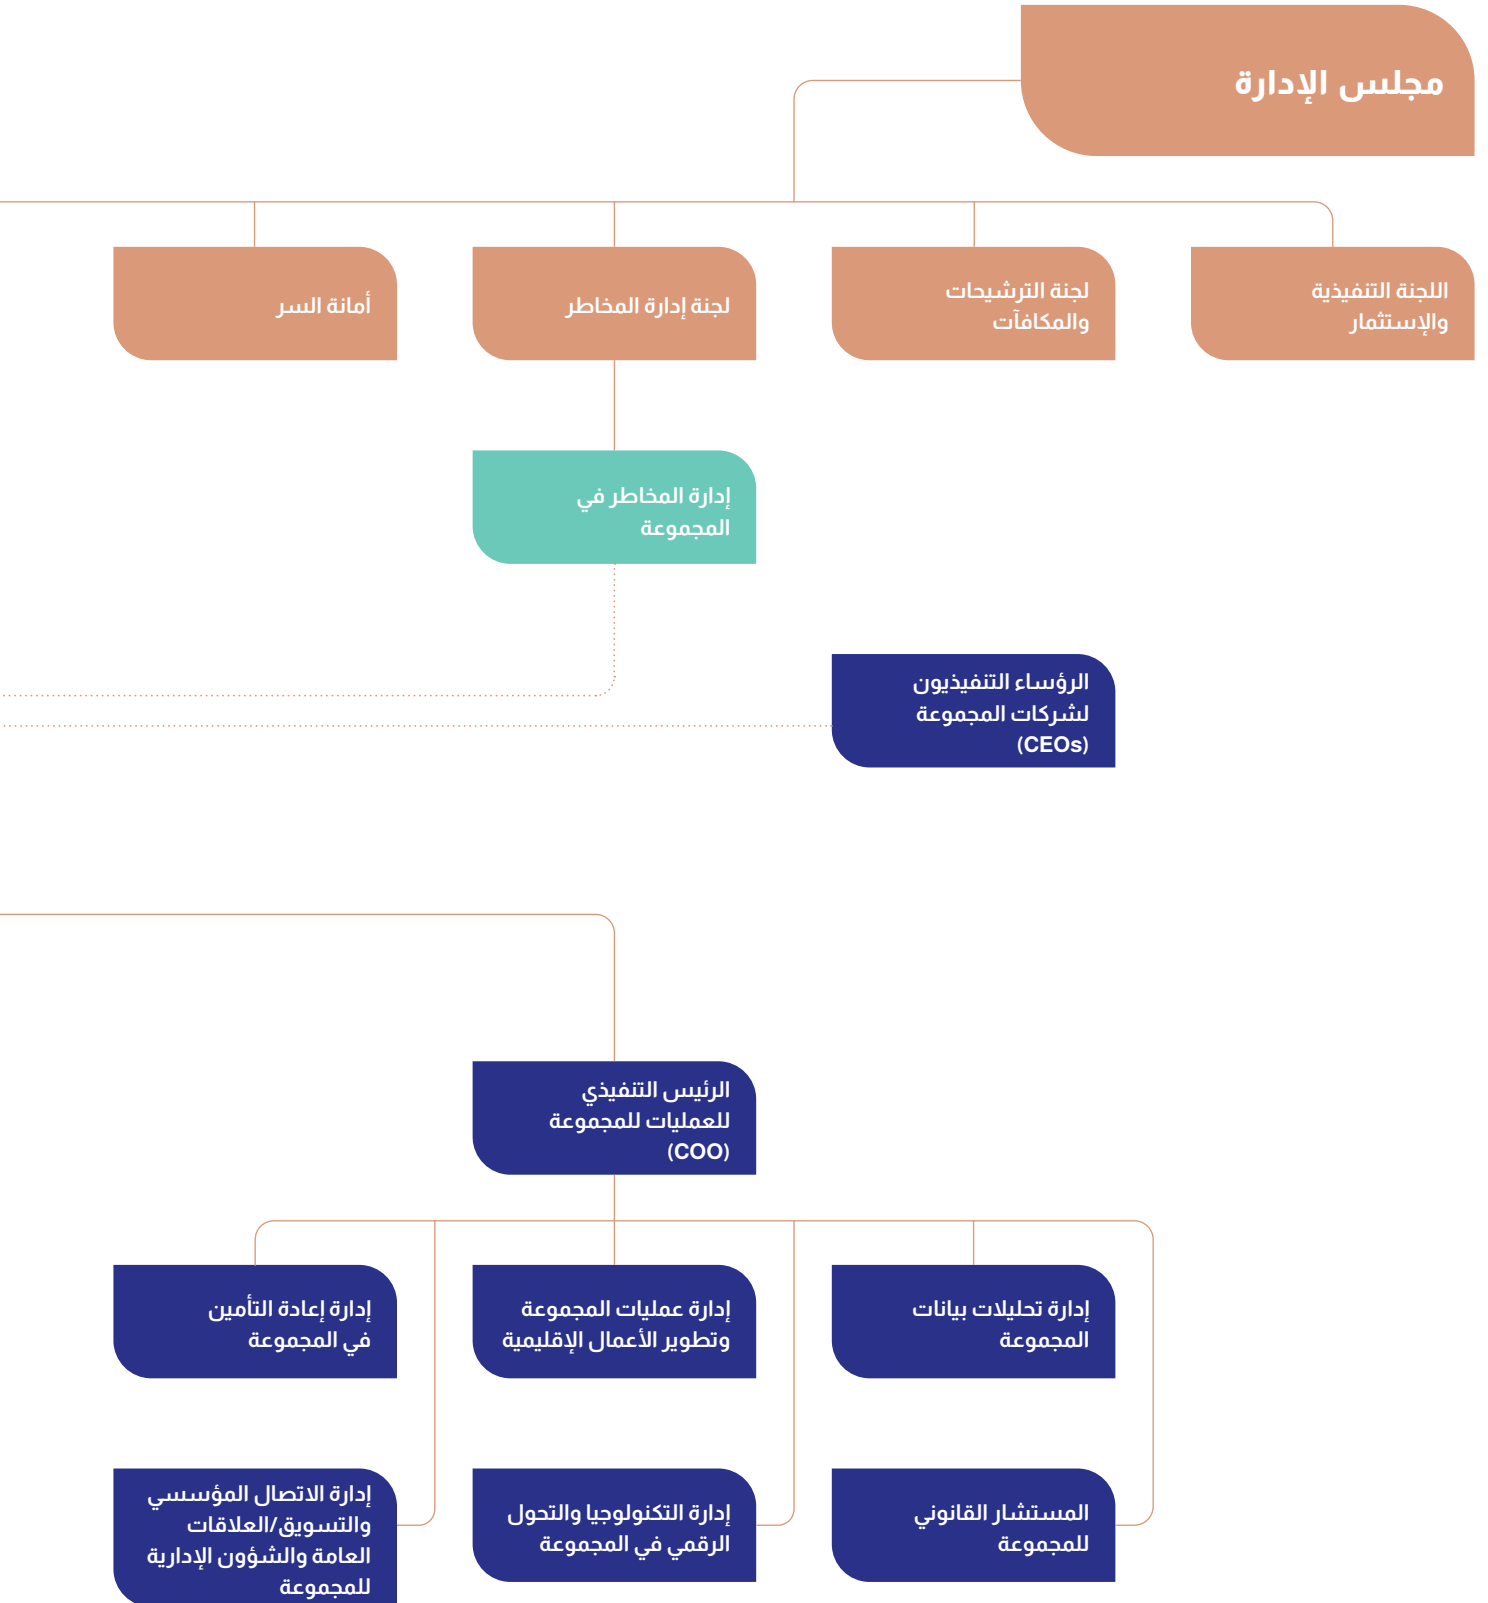 مجلس الإدارة
اللجنة التنفيذية
والإستثمار
لجنة الترشيحات
والمكافآت
لجنة إدارة المخاطر
أمانة السر
إدارة المخاطر في
المجموعة
الرؤساء التنفيذيون
لشركات المجموعة
(CEOs)
الرئيس التنفيذي
للعمليات للمجموعة
(COO)
إدارة تحليلات بيانات
المجموعة
إدارة عمليات المجموعة
وتطوير الأعمال الإقليمية
إدارة إعادة التأمين
في المجموعة
المستشار القانوني
للمجموعة
إدارة التكنولوجيا والتحول
الرقمي في المجموعة
إدارة الاتصال المؤسسي
والتسويق/العلاقات
العامة والشؤون الإدارية
للمجموعة